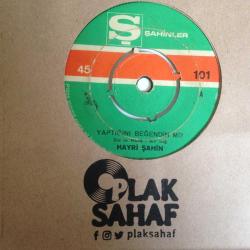 Ş
ŞAHİNLER
45
101
A
YAPTIĞINI BEĞENDİN Mİ
HAYRİ ŞAHİN
PLAK
SAHAF
plaksahaf